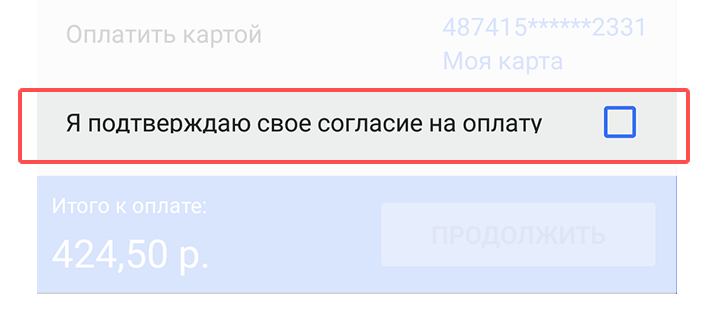 Оплатить картой
487415******2331
Моя карта
Я подтверждаю свое согласие на оплату
Итого к оплате:
424,50 р.
ПРОДОЛЖИТЬ